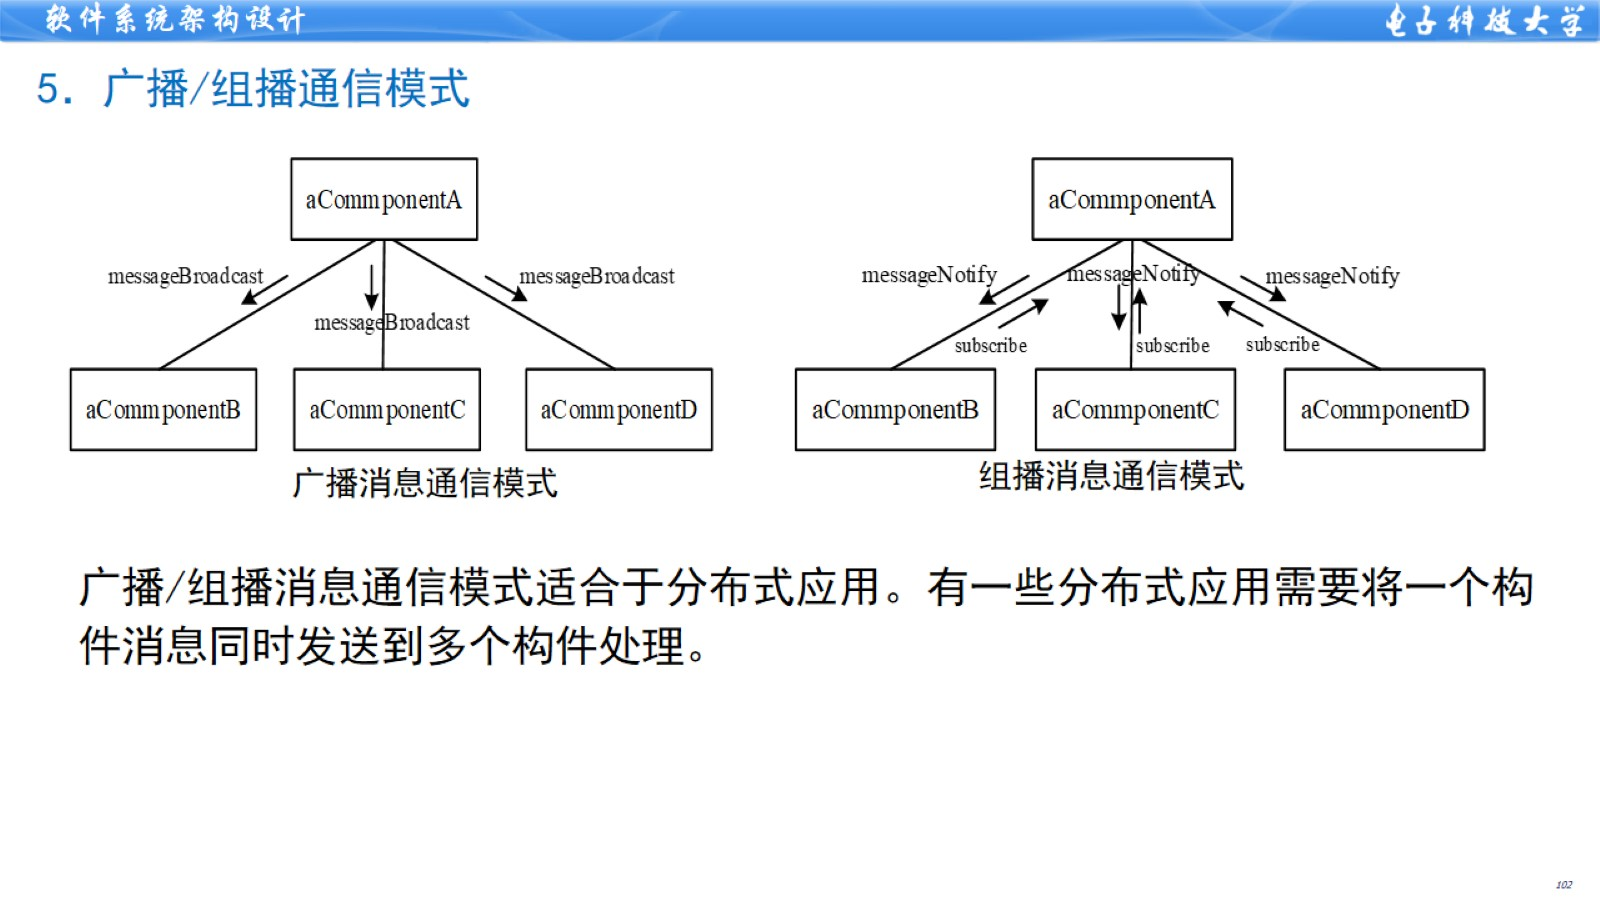 软件系统架构设计
电子科技大学
5. 广播/组播通信模式
aCommponentA
messageBroadcast
messageBroadcast
messageBroadcast
aCommponentB
aCommponentC
aCommponentD
广播消息通信模式
aCommponentA
messageNotify
messageNotify
messageNotify
subscribe
subscribe
subscribe
aCommponentB
aCommponentC
aCommponentD
组播消息通信模式
广播/组播消息通信模式适合于分布式应用。有一些分布式应用需要将一个构
件消息同时发送到多个构件处理。
102